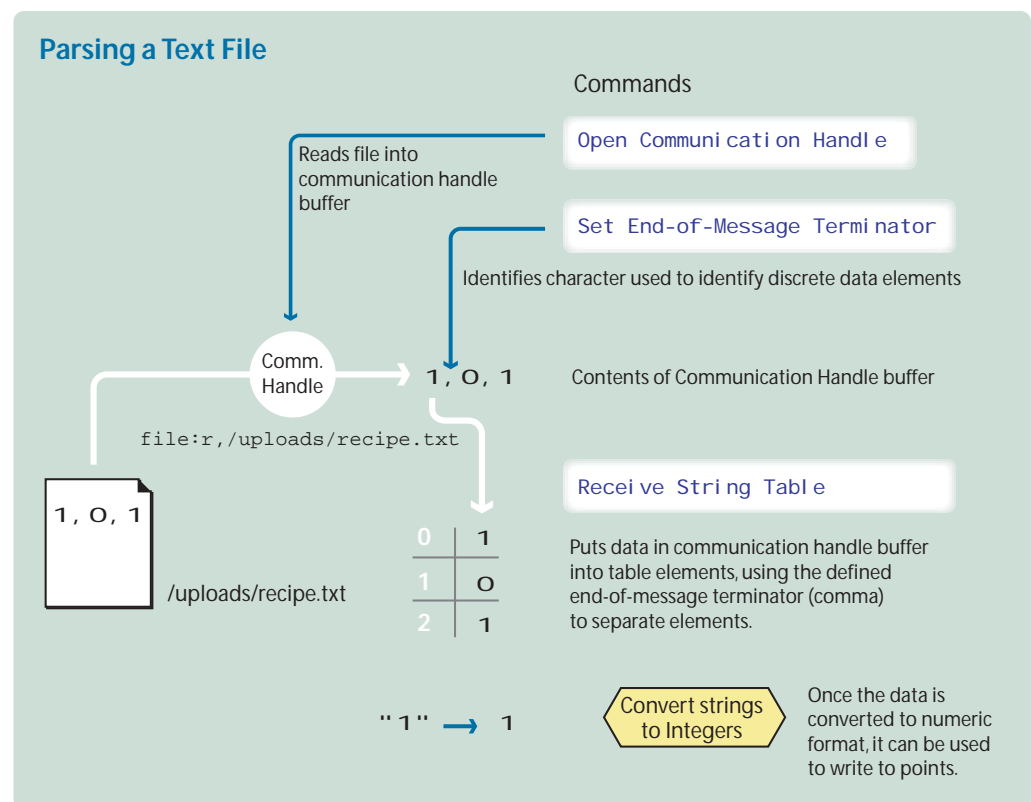 Parsing a Text File
Commands
Open Communication Handle
Reads file into
communication handle
buffer
Set End-of-Message Terminator
Identifies character used to identify discrete data elements
Comm.
Handle
1, 0, 1
Contents of Communication Handle buffer
file:r,/uploads/recipe.txt
Receive String Table
1, 0, 1
/uploads/recipe.txt
0 1
1 0
2 1
Puts data in communication handle buffer
into table elements, using the defined
end-of-message terminator (comma)
to separate elements.
"1" → 1
Convert strings
to Integers
Once the data is
converted to numeric
format, it can be used
to write to points.